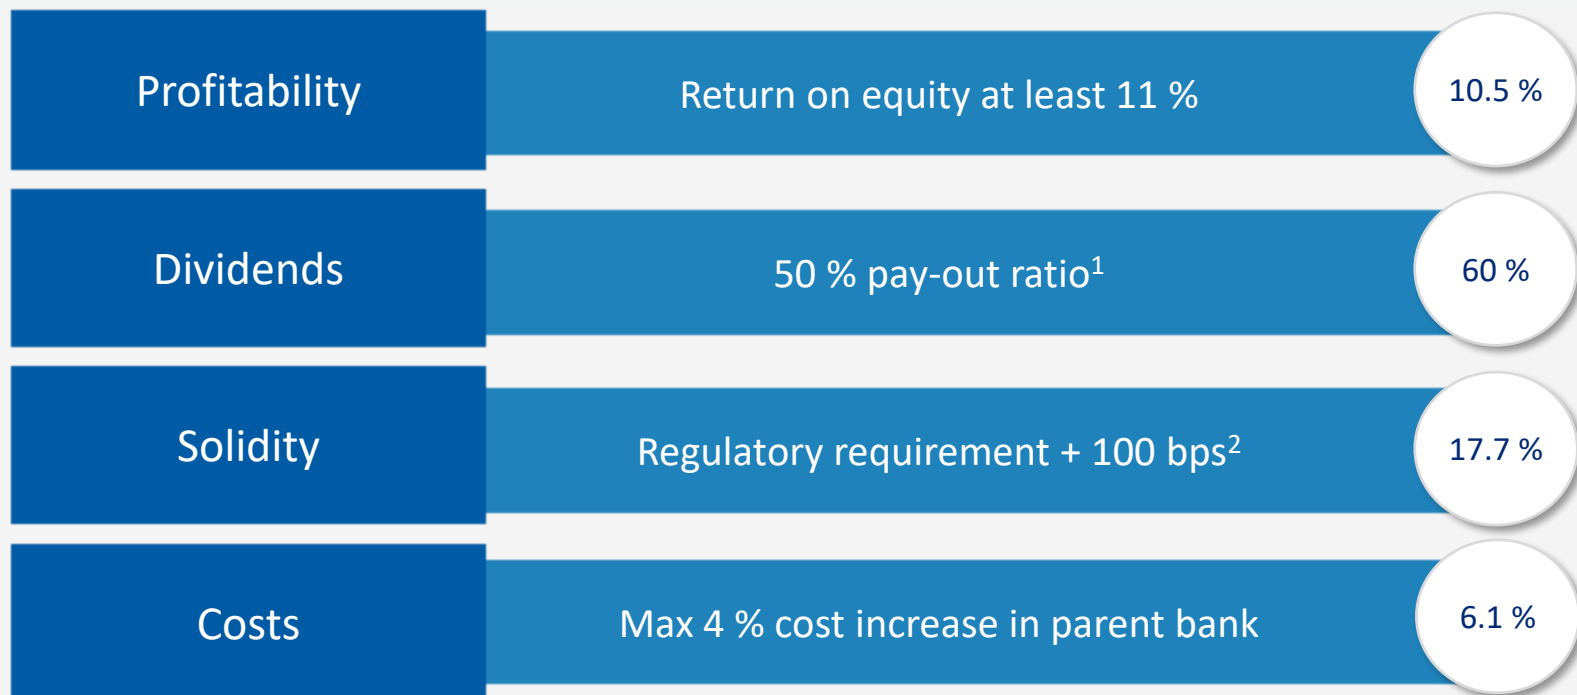 Profitability
Return on equity at least 11 %
10.5 %
Dividends
50 % pay-out ratio¹
60 %
Solidity
Regulatory requirement + 100 bps²
17.7 %
Costs
Max 4 % cost increase in parent bank
6.1 %